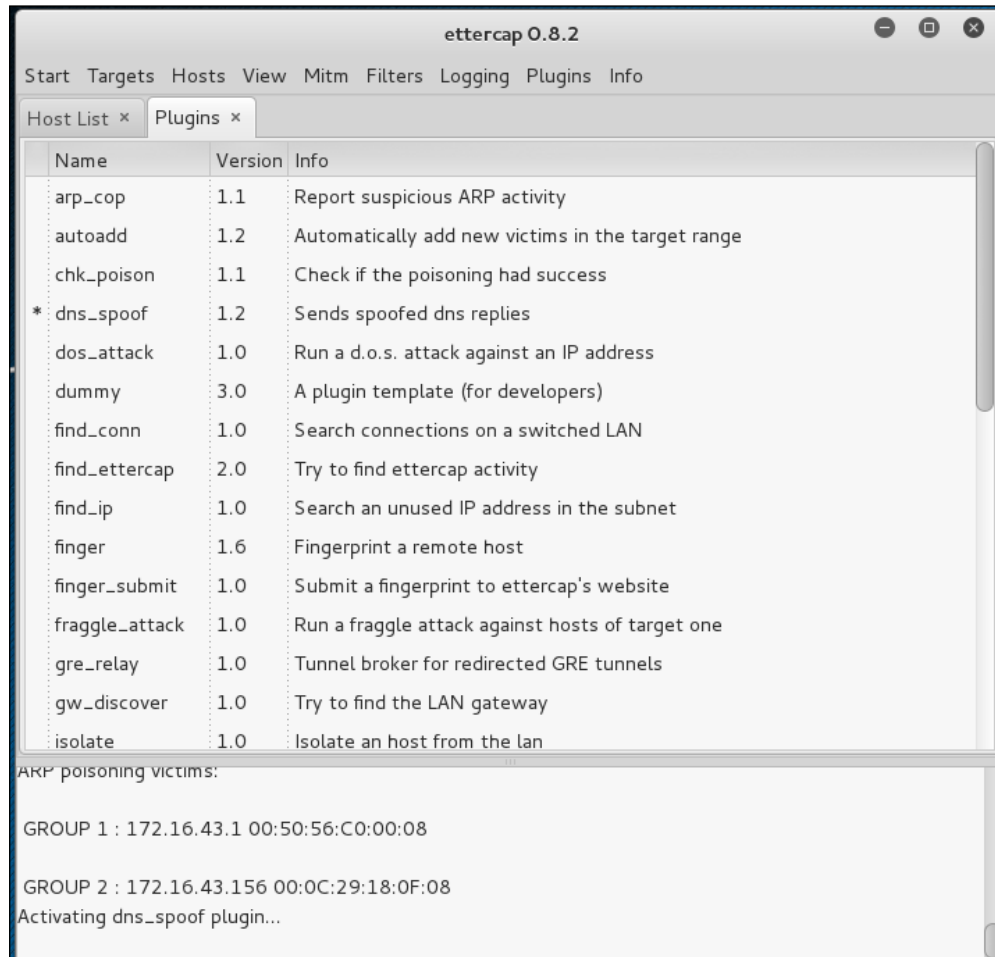 ettercap 0.8.2
Start Targets Hosts View Mitm Filters Logging Plugins Info
Host List × Plugins ×
Name Version Info
arp_cop 1.1 Report suspicious ARP activity
autoadd 1.2 Automatically add new victims in the target range
chk_poison 1.1 Check if the poisoning had success
* dns_spoof 1.2 Sends spoofed dns replies
dos_attack 1.0 Run a d.o.s. attack against an IP address
dummy 3.0 A plugin template (for developers)
find_conn 1.0 Search connections on a switched LAN
find_ettercap 2.0 Try to find ettercap activity
find_ip 1.0 Search an unused IP address in the subnet
finger 1.6 Fingerprint a remote host
finger_submit 1.0 Submit a fingerprint to ettercap's website
fraggle_attack 1.0 Run a fraggle attack against hosts of target one
gre_relay 1.0 Tunnel broker for redirected GRE tunnels
gw_discover 1.0 Try to find the LAN gateway
isolate 1.0 Isolate an host from the lan
ARP poisoning victims:
GROUP 1 : 172.16.43.1 00:50:56:C0:00:08
GROUP 2 : 172.16.43.156 00:0C:29:18:0F:08
Activating dns_spoof plugin...